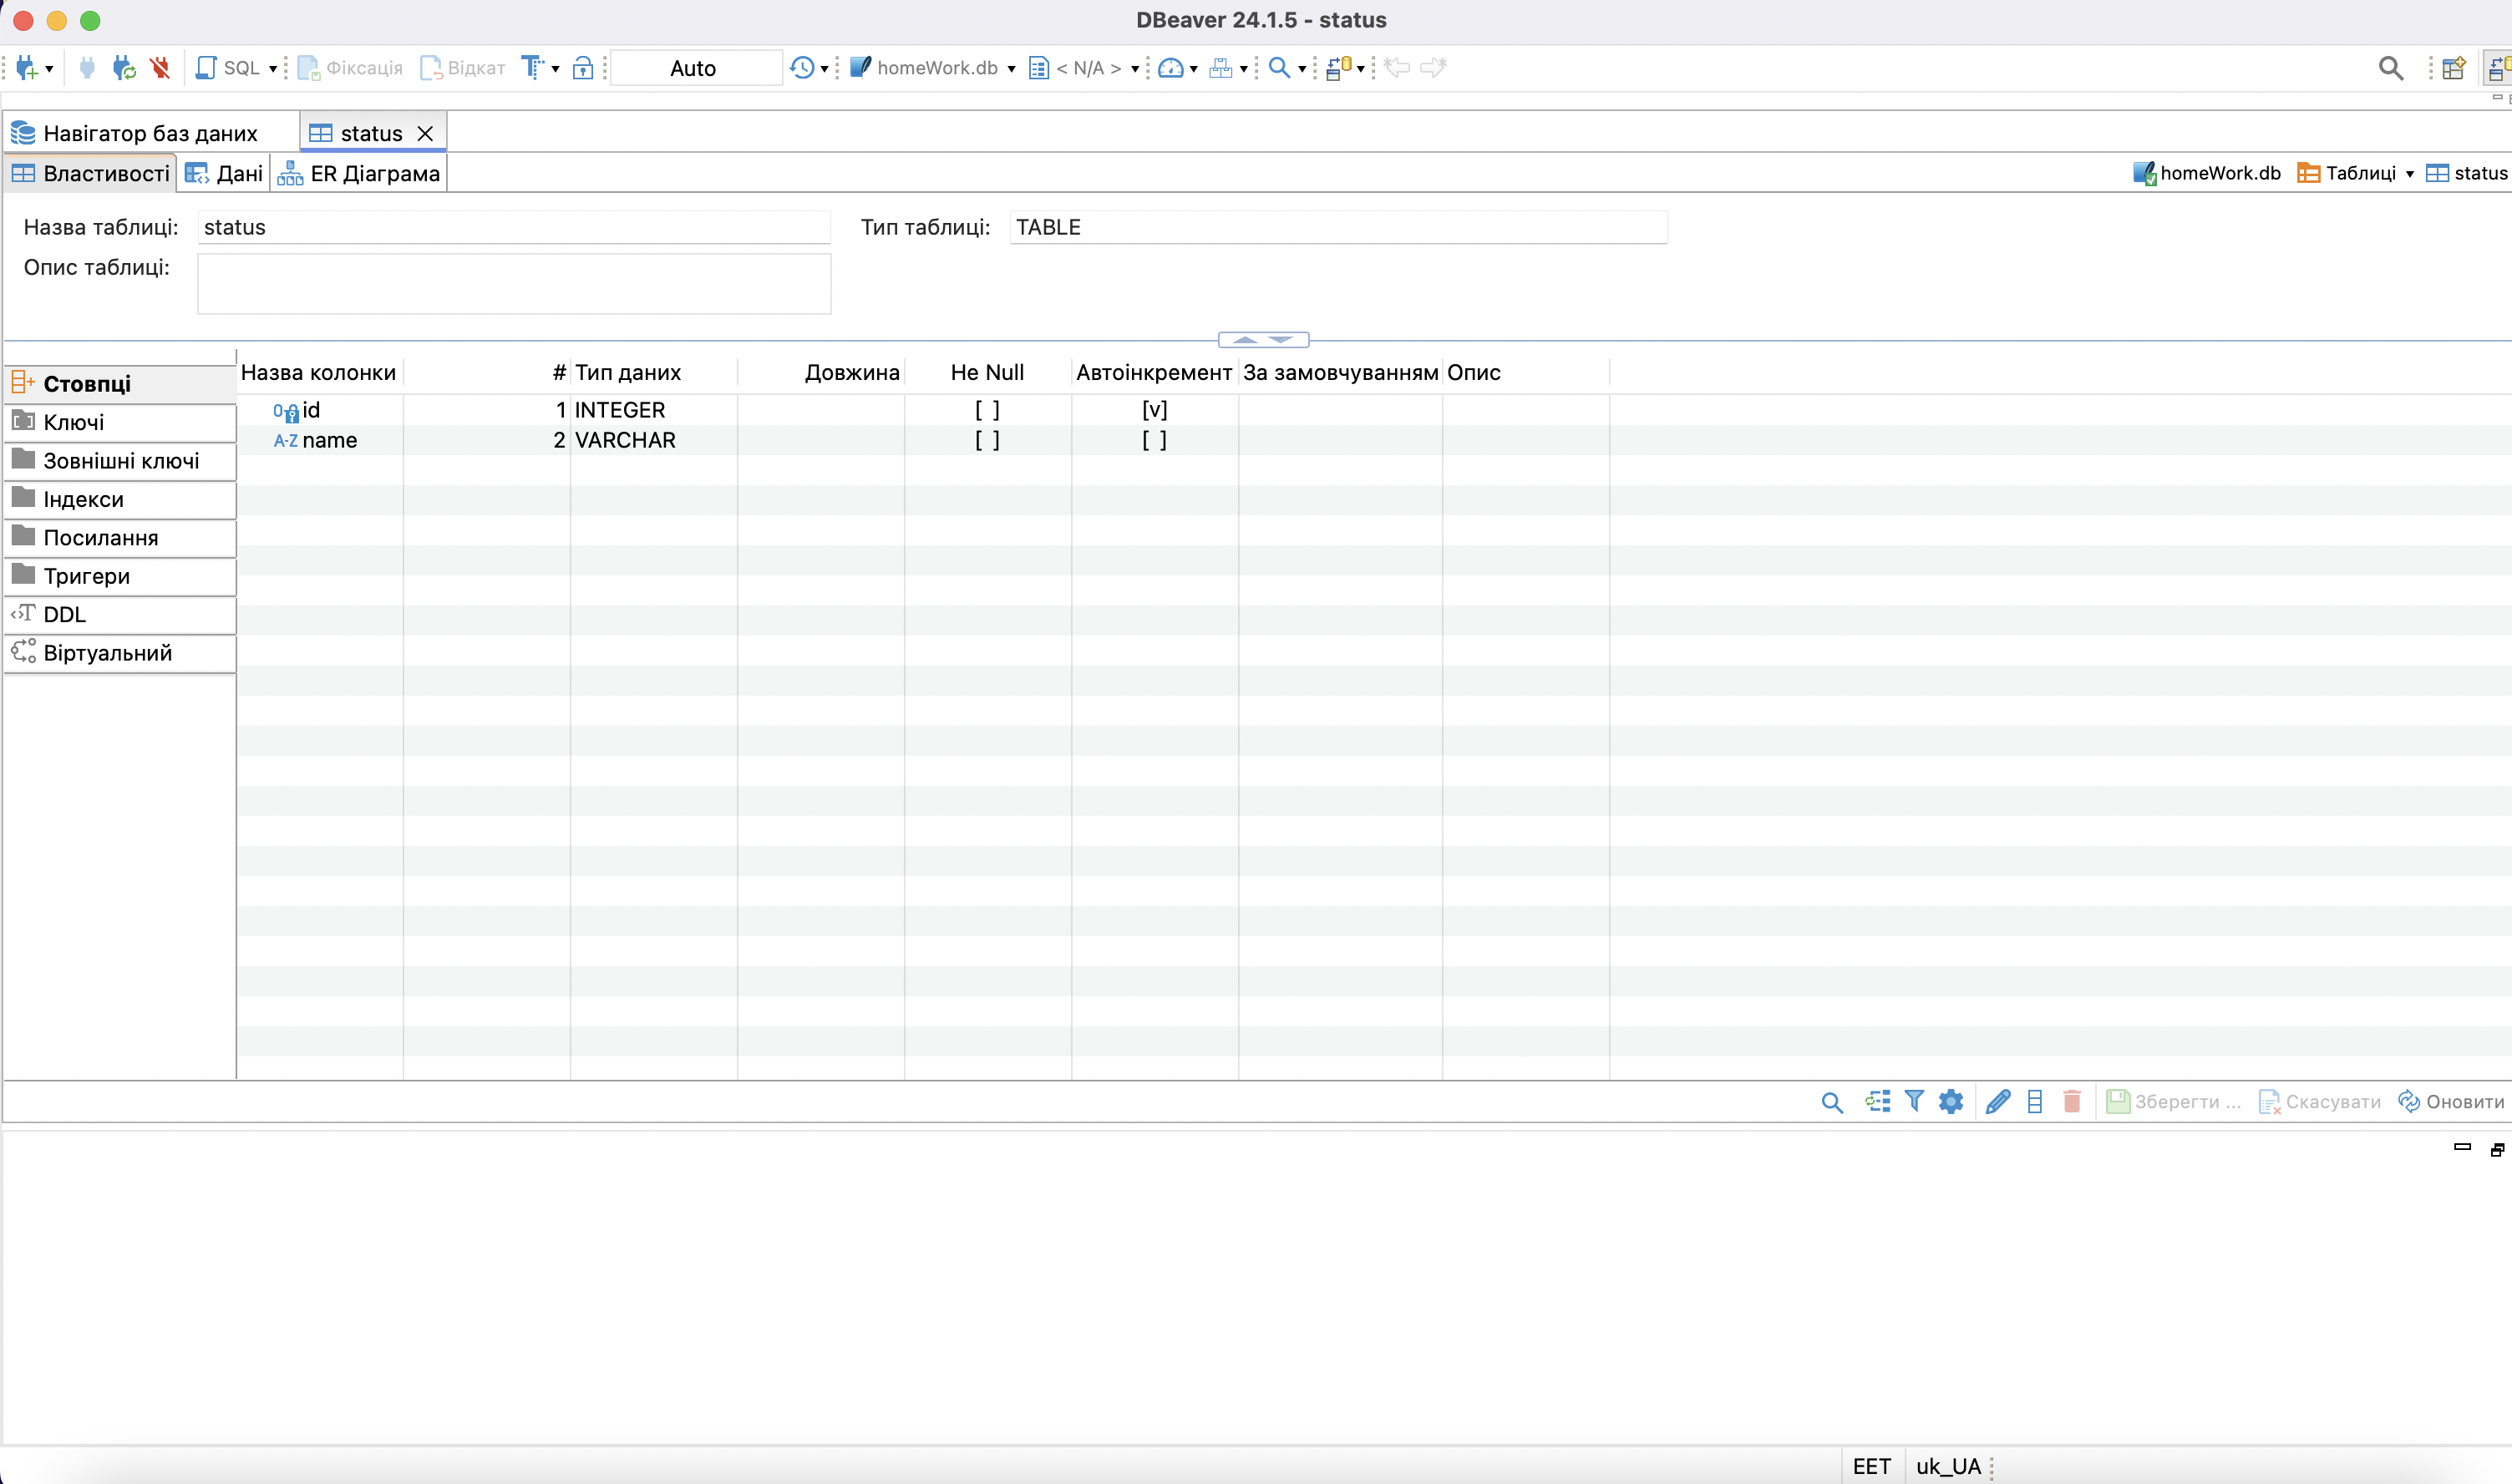 DBeaver 24.1.5 - status
SQL Фіксація Відкат Auto homeWork.db < N/A >
Навігатор баз даних status
Властивості Дані ER Діаграма homeWork.db Таблиці status
Назва таблиці: status Тип таблиці: TABLE
Опис таблиці:
Назва колонки # Тип даних Довжина Не Null Автоінкремент За замовчуванням Опис
id 1 INTEGER [ ] [v]
A-Z name 2 VARCHAR [ ] [ ]
Стовпці
Ключі
Зовнішні ключі
Індекси
Посилання
Тригери
DDL
Віртуальний
Зберегти ... Скасувати Оновити
EET uk_UA